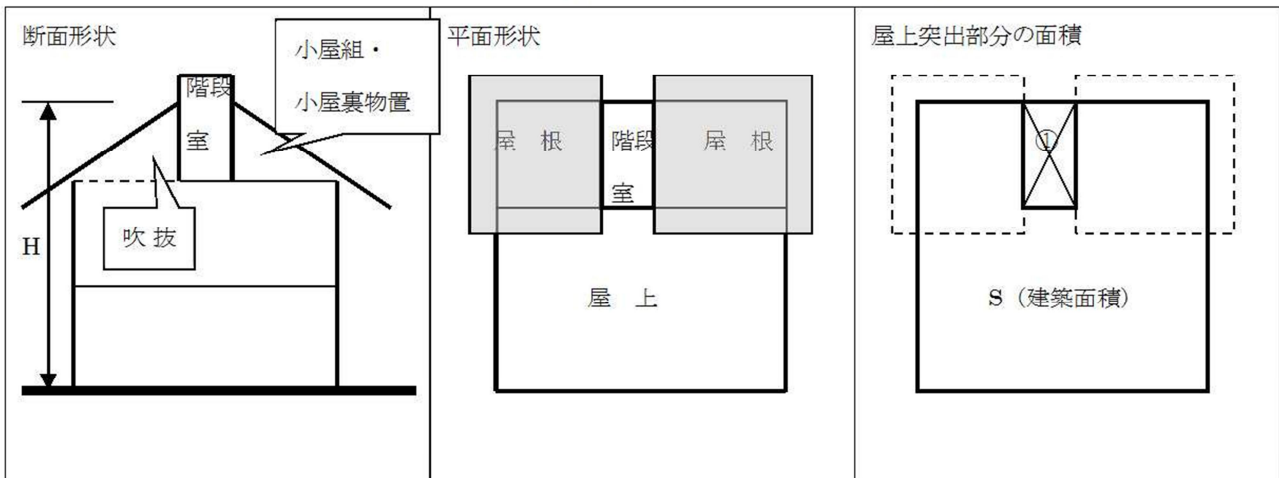 断面形状
小屋組・
小屋裏物置
階段
室
吹 抜
H
平面形状
屋 根
階段
室
屋 根
屋 上
屋上突出部分の面積
①
S（建築面積）